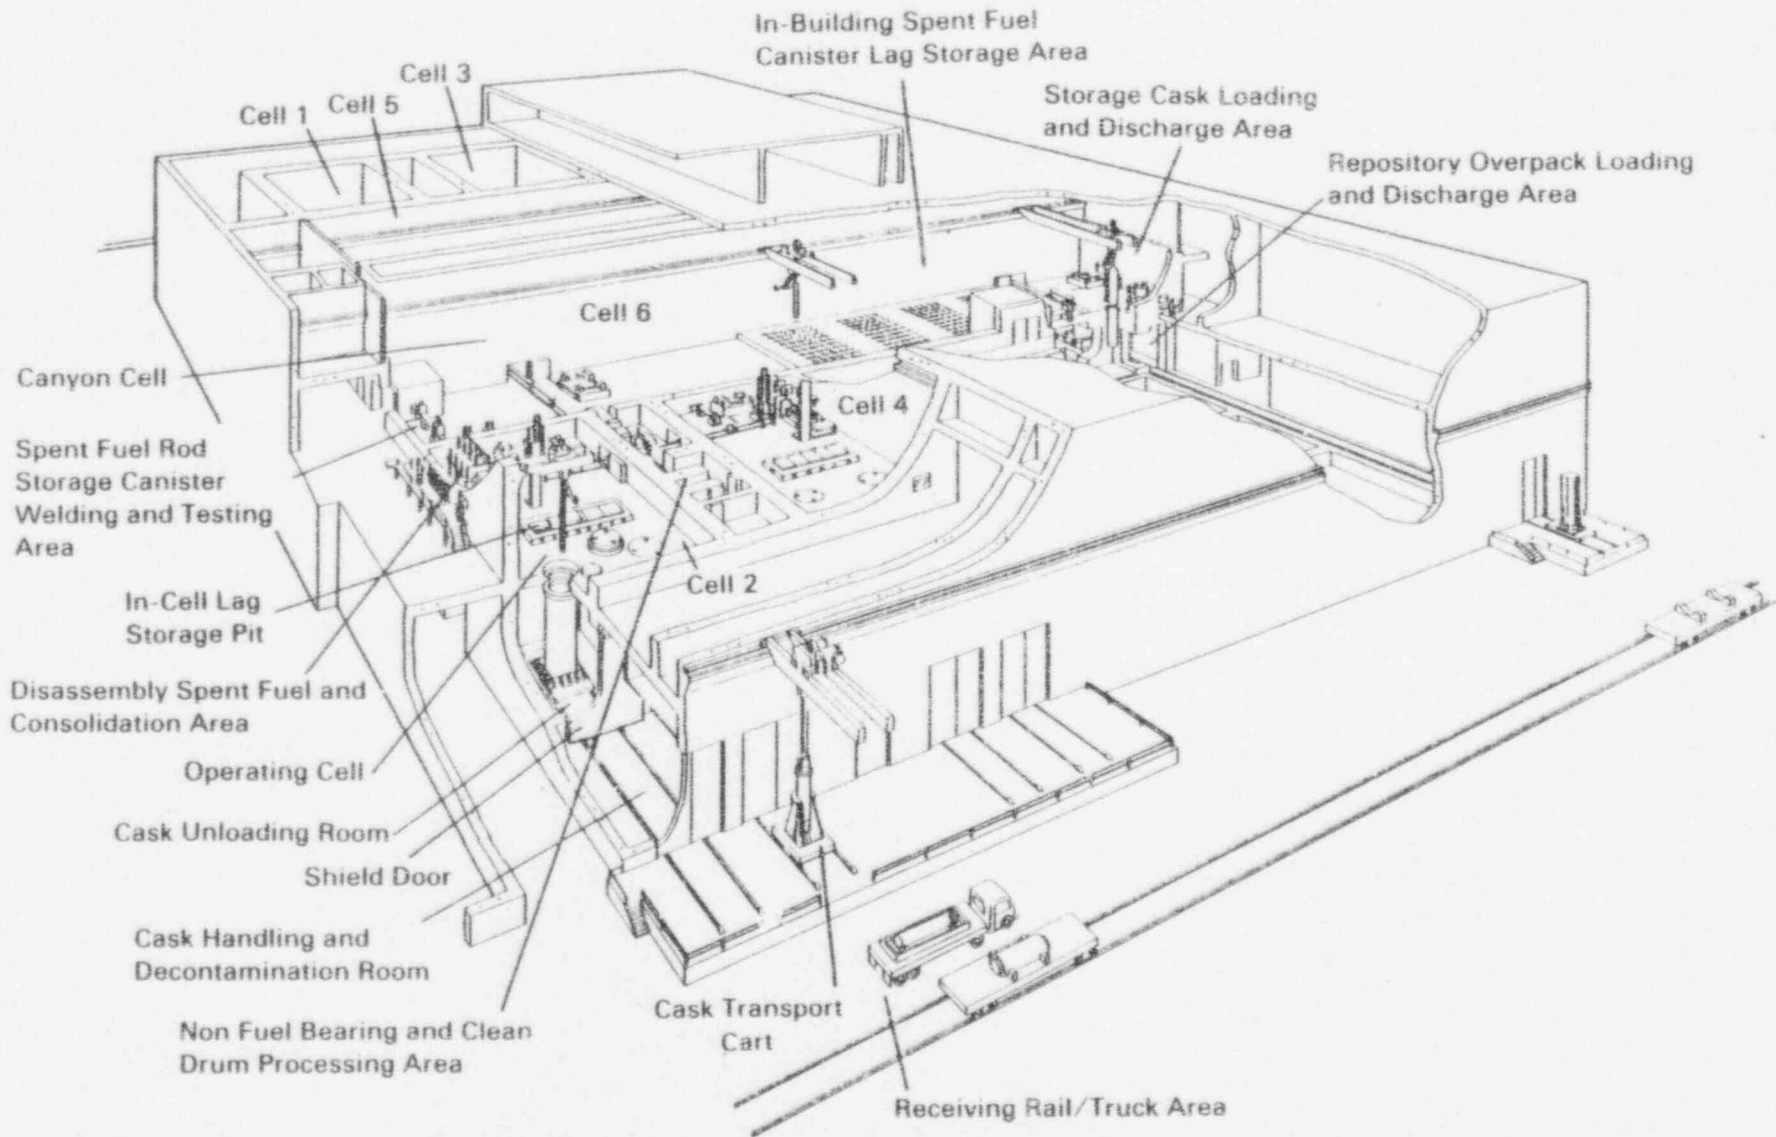 In-Building Spent Fuel
Canister Lag Storage Area
Cell 3
Cell 5
Cell 1
Storage Cask Loading
and Discharge Area
Repository Overpack Loading
and Discharge Area
Cell 6
Canyon Cell
Cell 4
Spent Fuel Rod
Storage Canister
Welding and Testing
Area
Cell 2
In-Cell Lag
Storage Pit
Disassembly Spent Fuel and
Consolidation Area
Operating Cell
Cask Unloading Room
Shield Door
Cask Handling and
Decontamination Room
Non Fuel Bearing and Clean
Drum Processing Area
Cask Transport
Cart
Receiving Rail/Truck Area